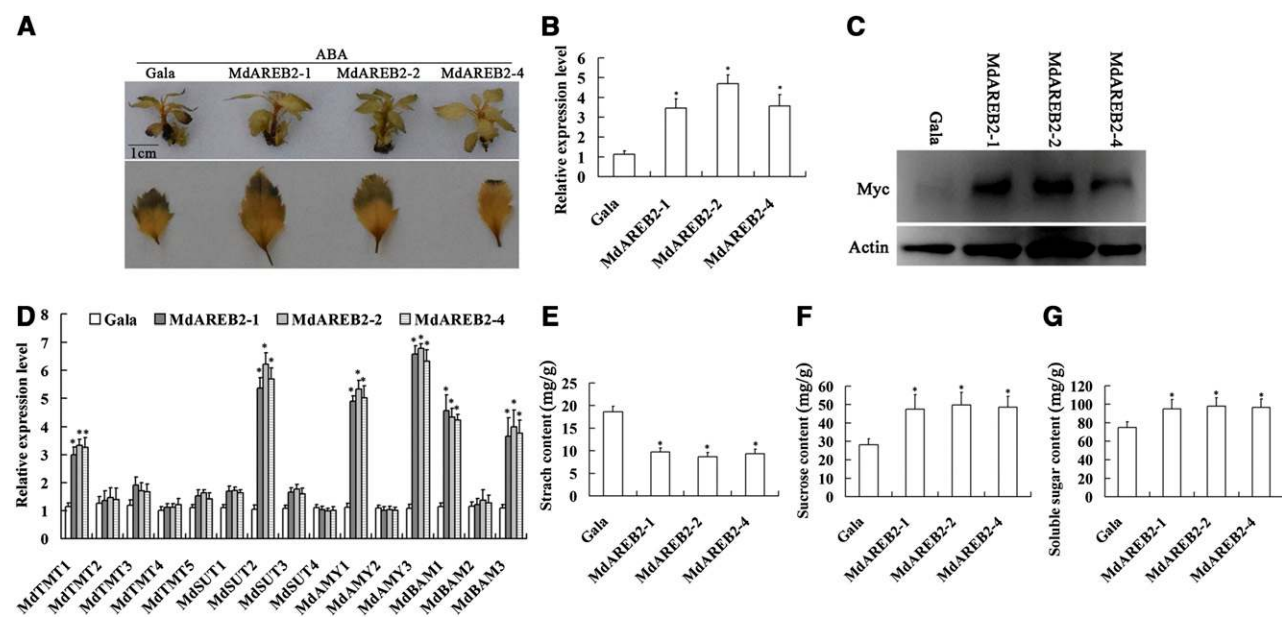 A
ABA
Gala MdAREB2-1 MdAREB2-2 MdAREB2-4
1cm
B
Relative expression level
6
5
4
3
2
1
0
* * *
Gala MdAREB2-1 MdAREB2-2 MdAREB2-4
C
Gala MdAREB2-1 MdAREB2-2 MdAREB2-4
Myc
Actin
D
Gala MdAREB2-1 MdAREB2-2 MdAREB2-4
Relative expression level
8
7
6
5
4
3
2
1
0
* ** * * * * * * * * * * * * * * *
MdTMT1 MdTMT2 MdTMT3 MdTMT4 MdTMT5 MdSUT1 MdSUT2 MdSUT3 MdSUT4 MdAMY1 MdAMY2 MdAMY3 MdBAM1 MdBAM2 MdBAM3
E
Strach content (mg/g)
25
20
15
10
5
0
* * *
Gala MdAREB2-1 MdAREB2-2 MdAREB2-4
F
Sucrose content (mg/g)
60
50
40
30
20
10
0
* * *
Gala MdAREB2-1 MdAREB2-2 MdAREB2-4
G
Soluble sugar content (mg/g)
120
100
80
60
40
20
0
* * *
Gala MdAREB2-1 MdAREB2-2 MdAREB2-4